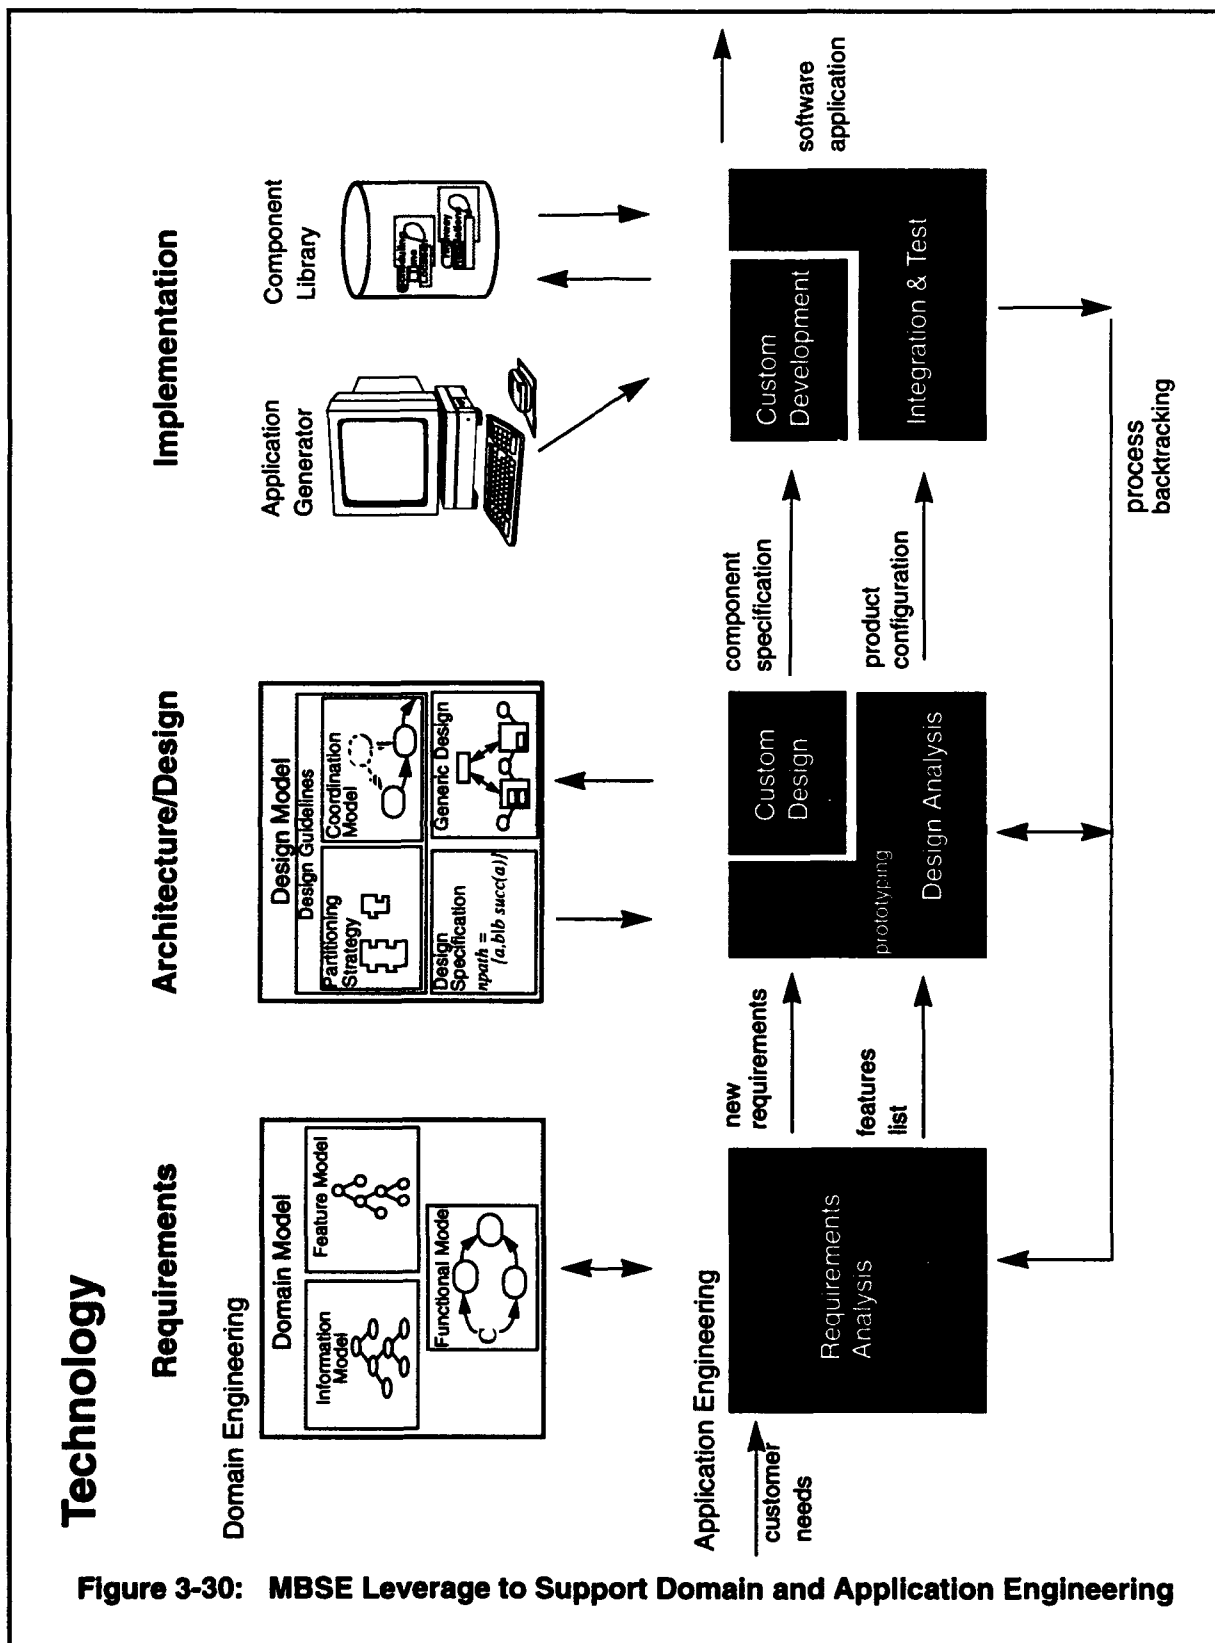 Technology
Requirements
Architecture/Design
Implementation
Domain Engineering
Domain Model
Information
Model
Feature Model
Functional Model
Design Model
Design Guidelines
Partitioning
Strategy
Coordination
Model
Design
Specification
npath =
{a,b|b succ(a)}
Generic Design
Application
Generator
Component
Library
Time
Application Engineering
customer
needs
Requirements
Analysis
new
requirements
features
list
Custom
Design
prototyping
Design Analysis
component
specification
product
configuration
Custom
Development
Integration & Test
software
application
process
backtracking
Figure 3-30: MBSE Leverage to Support Domain and Application Engineering